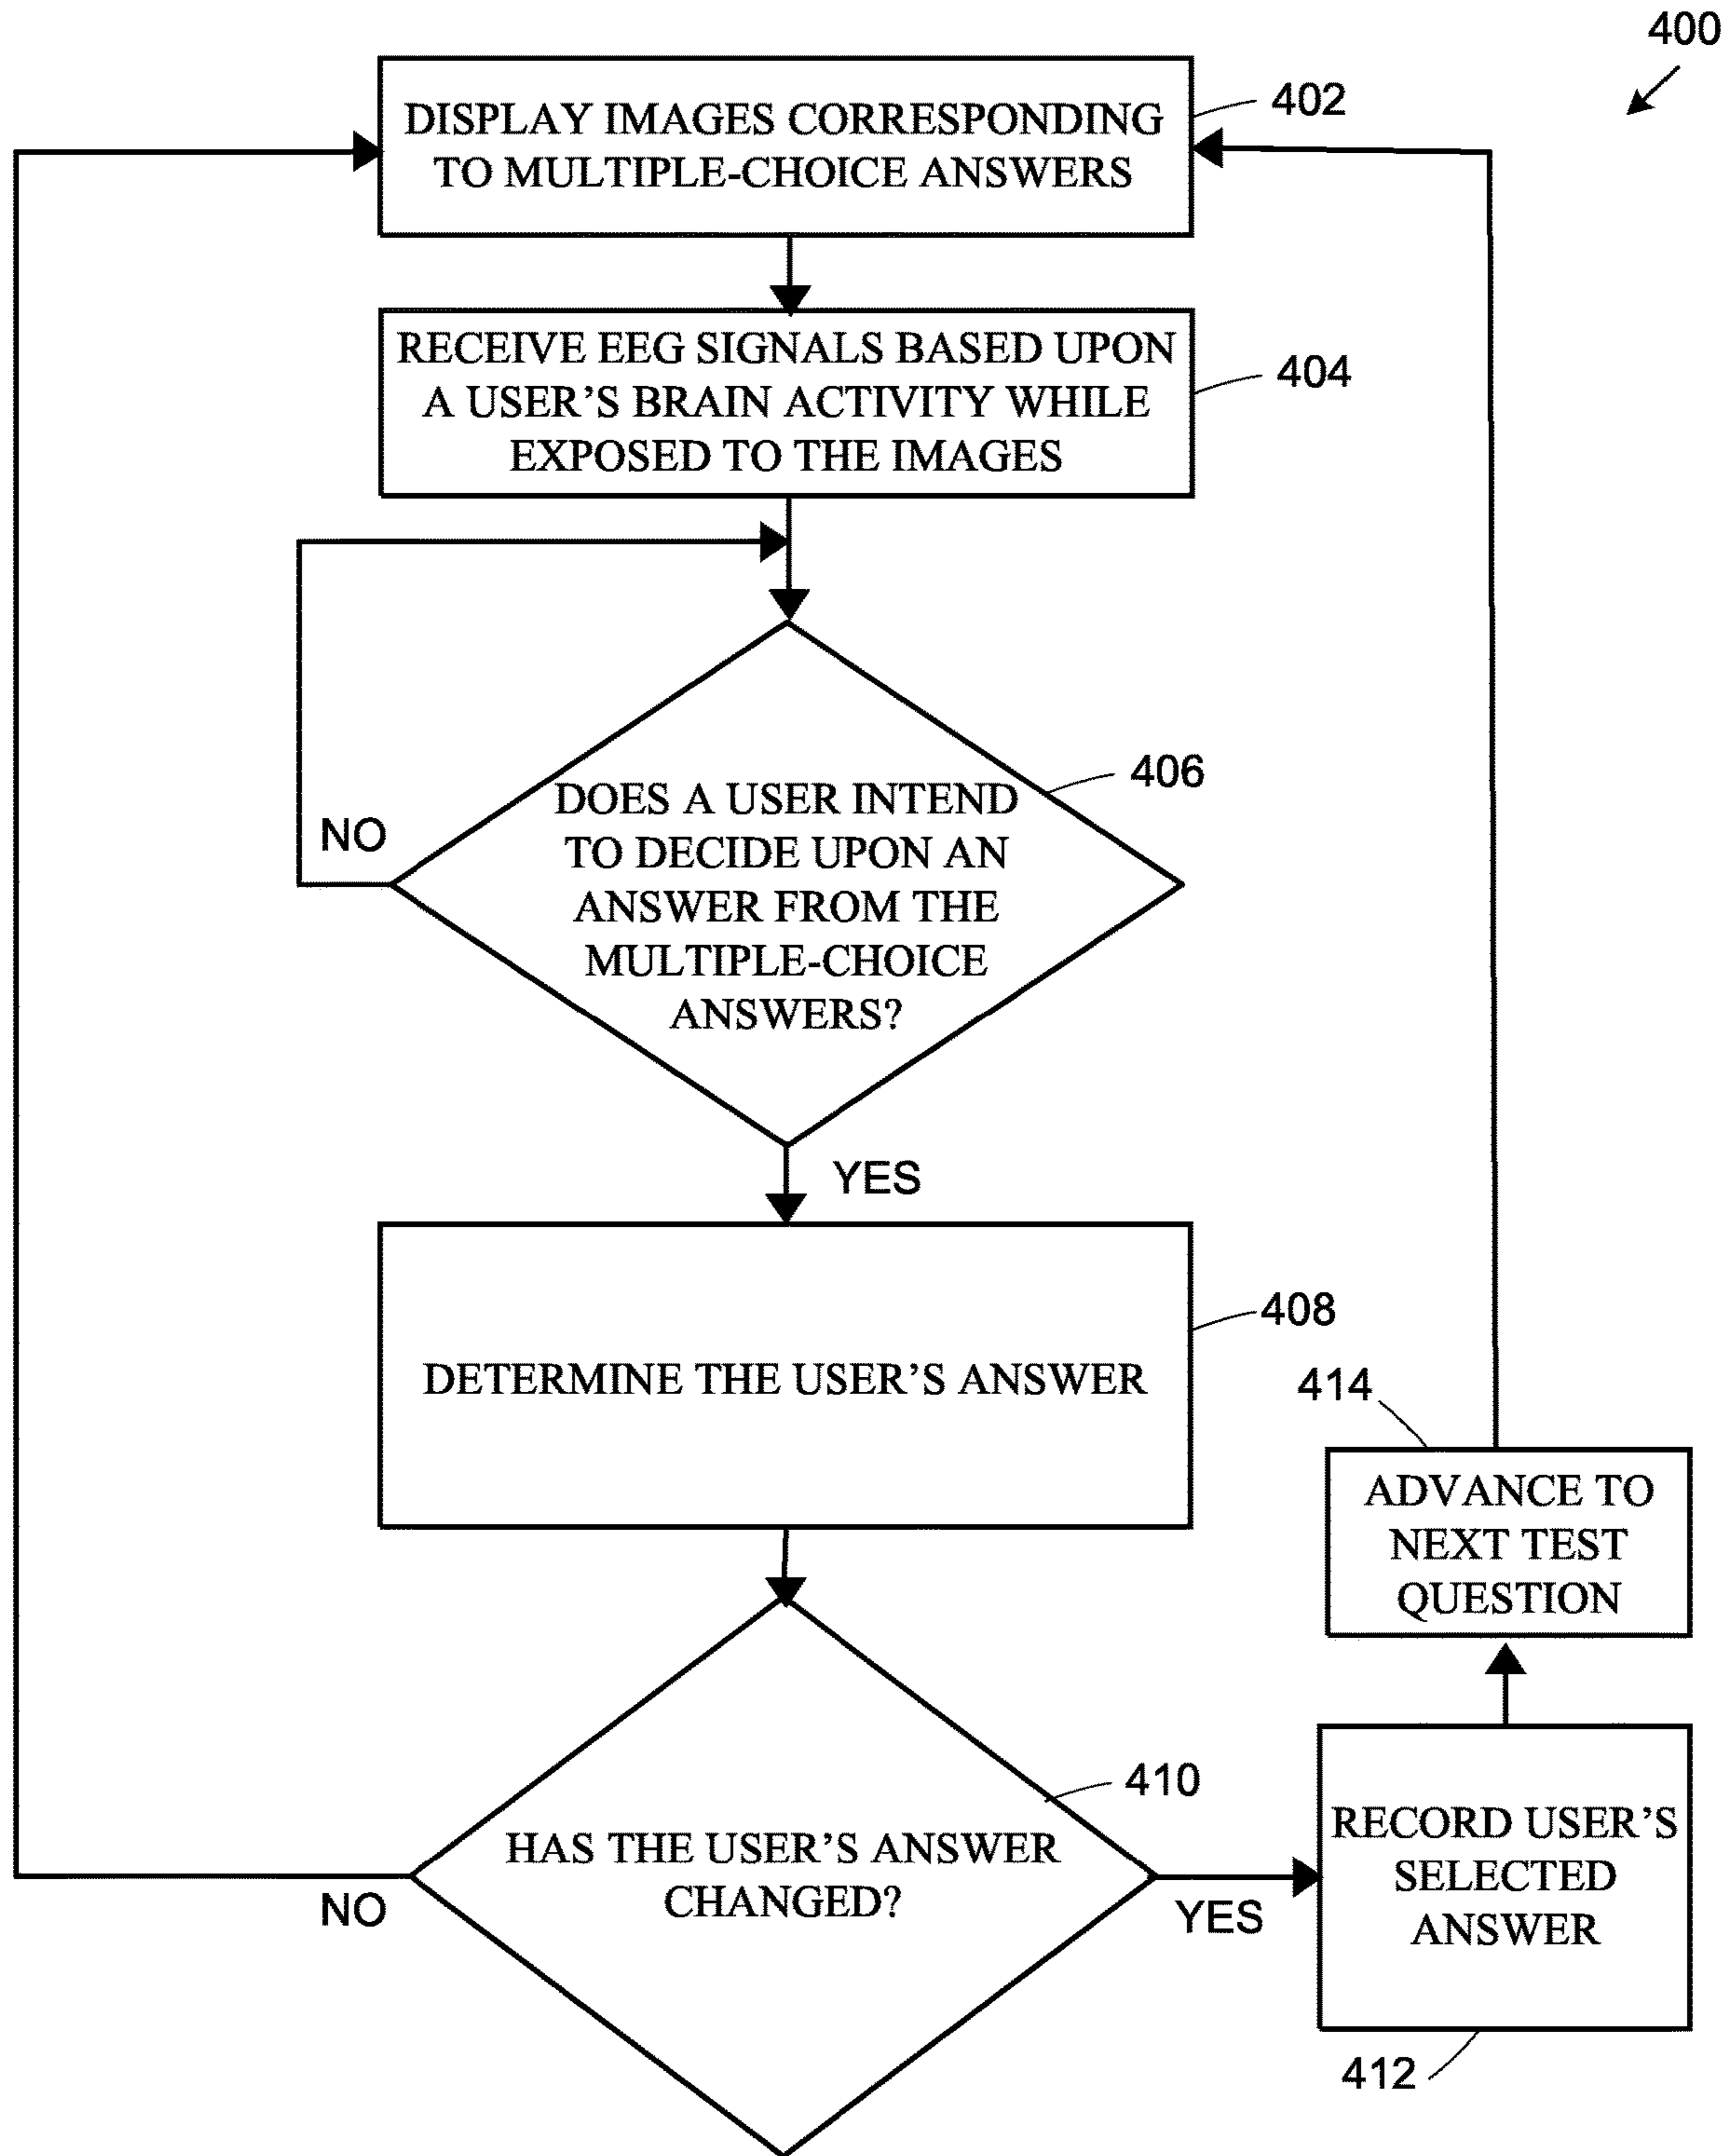 400
DISPLAY IMAGES CORRESPONDING
TO MULTIPLE-CHOICE ANSWERS
402
RECEIVE EEG SIGNALS BASED UPON
A USER'S BRAIN ACTIVITY WHILE
EXPOSED TO THE IMAGES
404
DOES A USER INTEND
TO DECIDE UPON AN
ANSWER FROM THE
MULTIPLE-CHOICE
ANSWERS?
406
NO
YES
DETERMINE THE USER'S ANSWER
408
HAS THE USER'S ANSWER
CHANGED?
410
NO
YES
RECORD USER'S
SELECTED
ANSWER
412
414
ADVANCE TO
NEXT TEST
QUESTION